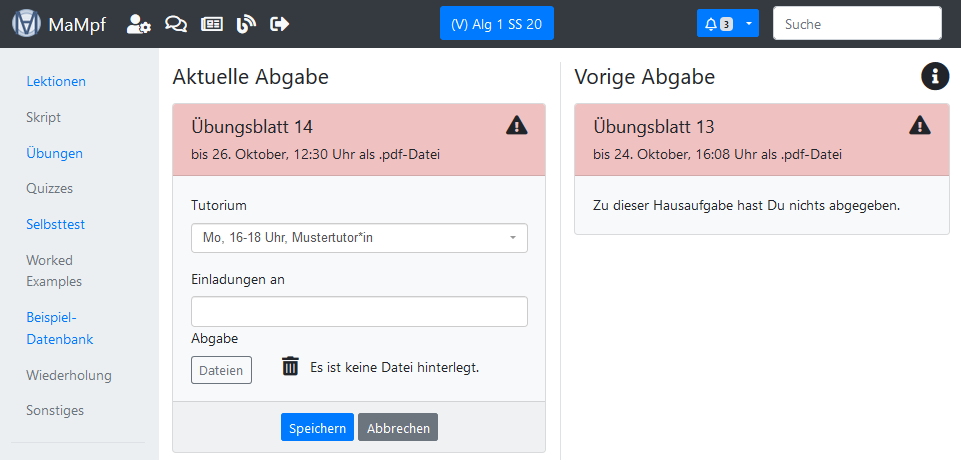 MaMpf
(V) Alg 1 SS 20
3
Suche
Lektionen
Skript
Übungen
Quizzes
Selbsttest
Worked
Examples
Beispiel-
Datenbank
Wiederholung
Sonstiges
Aktuelle Abgabe
Übungsblatt 14
bis 26. Oktober, 12:30 Uhr als .pdf-Datei
Tutorium
Mo, 16-18 Uhr, Mustertutor*in
Einladungen an
Abgabe
Dateien
Es ist keine Datei hinterlegt.
Speichern
Abbrechen
Vorige Abgabe
Übungsblatt 13
bis 24. Oktober, 16:08 Uhr als .pdf-Datei
Zu dieser Hausaufgabe hast Du nichts abgegeben.